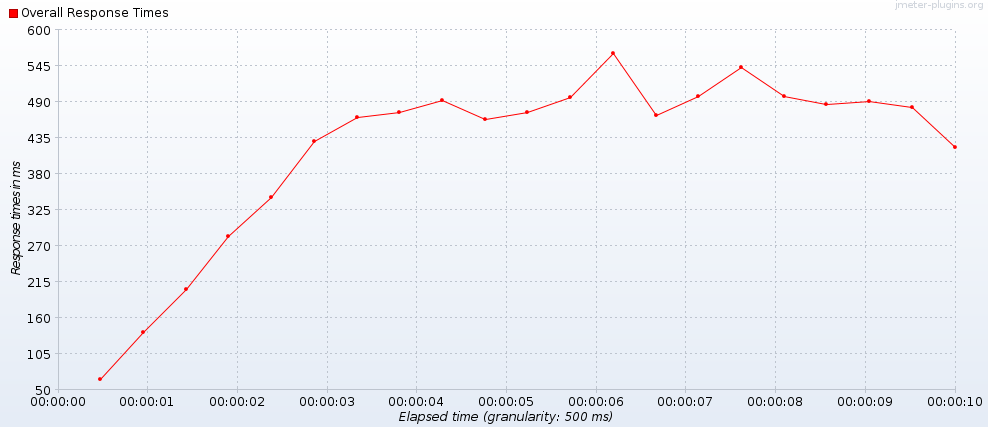 jmeter-plugins.org
Overall Response Times
600
545
490
435
380
325
270
215
160
105
50
Response times in ms
00:00:00 00:00:01 00:00:02 00:00:03 00:00:04 00:00:05 00:00:06 00:00:07 00:00:08 00:00:09 00:00:10
Elapsed time (granularity: 500 ms)